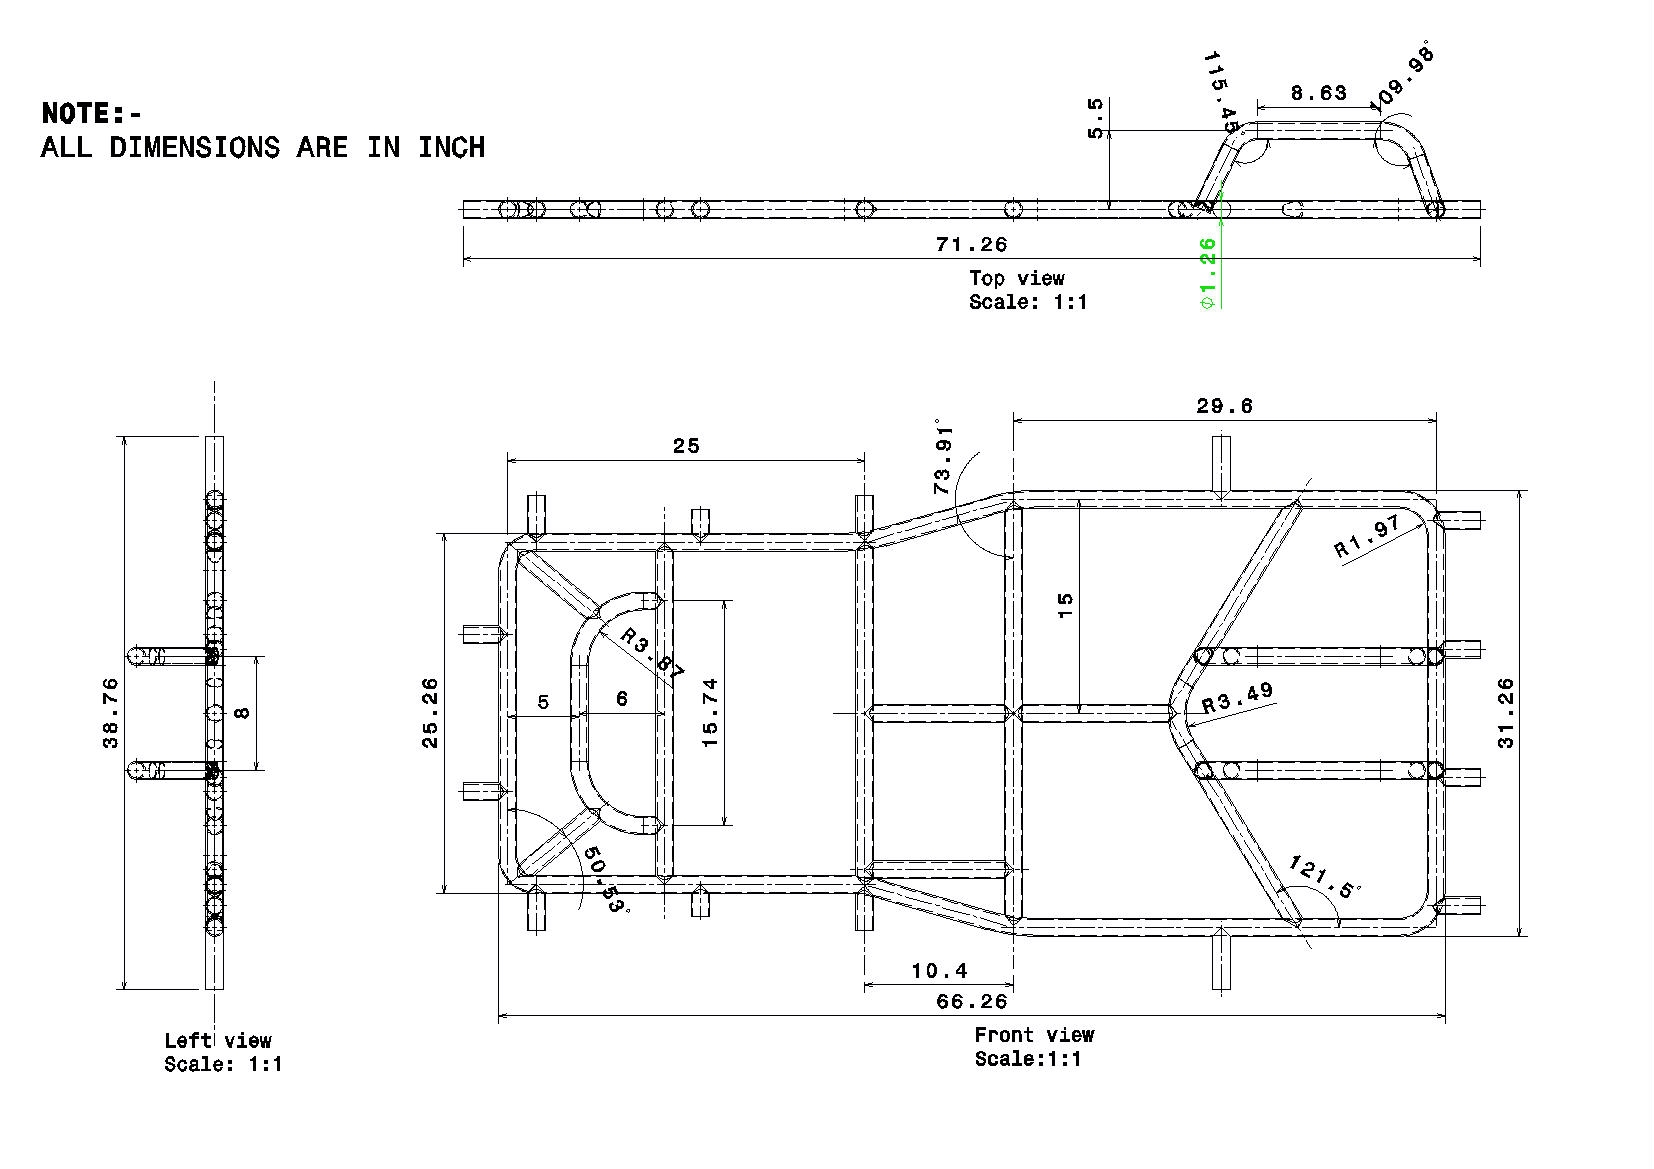 NOTE:-
ALL DIMENSIONS ARE IN INCH
115.45°
8.63
109.98°
5.5
71.26
Φ1.26
Top view
Scale: 1:1
29.6
25
73.91°
R1.97
15
R3.87
38.76
8
25.26
5
6
15.74
R3.49
31.26
50.53°
121.5°
10.4
66.26
Left view
Scale: 1:1
Front view
Scale:1:1